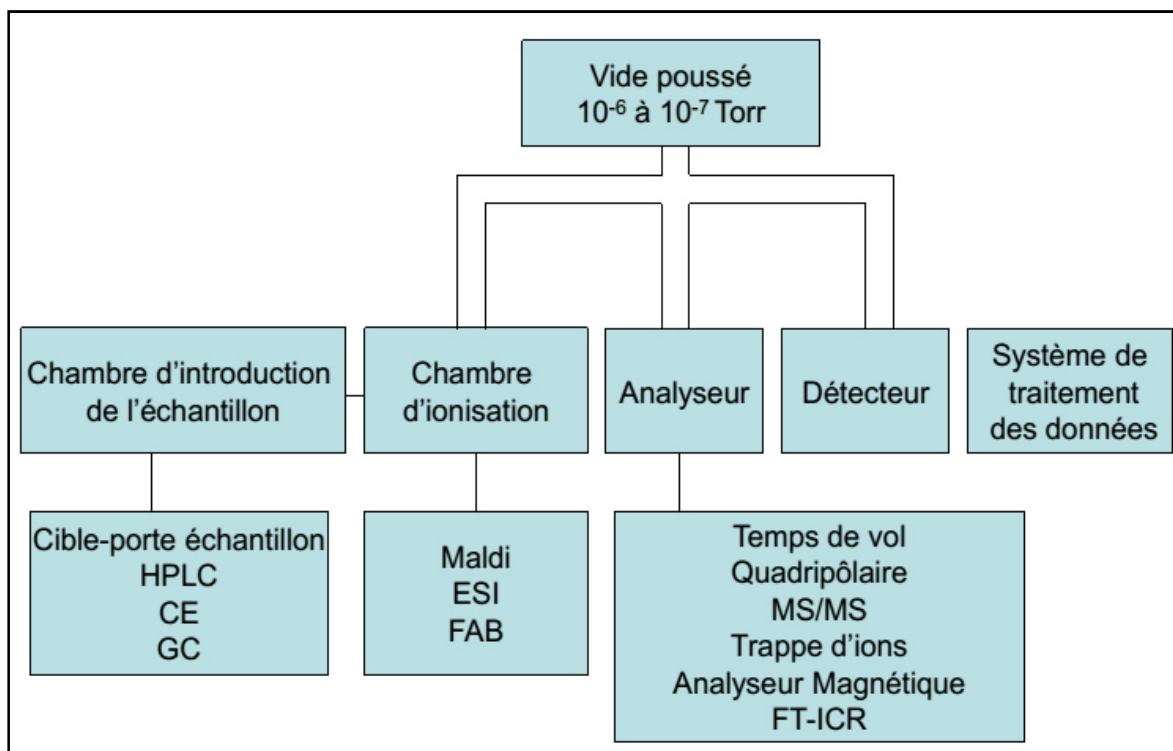 Vide poussé
10⁻⁶ à 10⁻⁷ Torr
Chambre d'introduction
de l'échantillon
Chambre
d'ionisation
Analyseur
Détecteur
Système de
traitement
des données
Cible-porte échantillon
HPLC
CE
GC
Maldi
ESI
FAB
Temps de vol
Quadripôlaire
MS/MS
Trappe d'ions
Analyseur Magnétique
FT-ICR